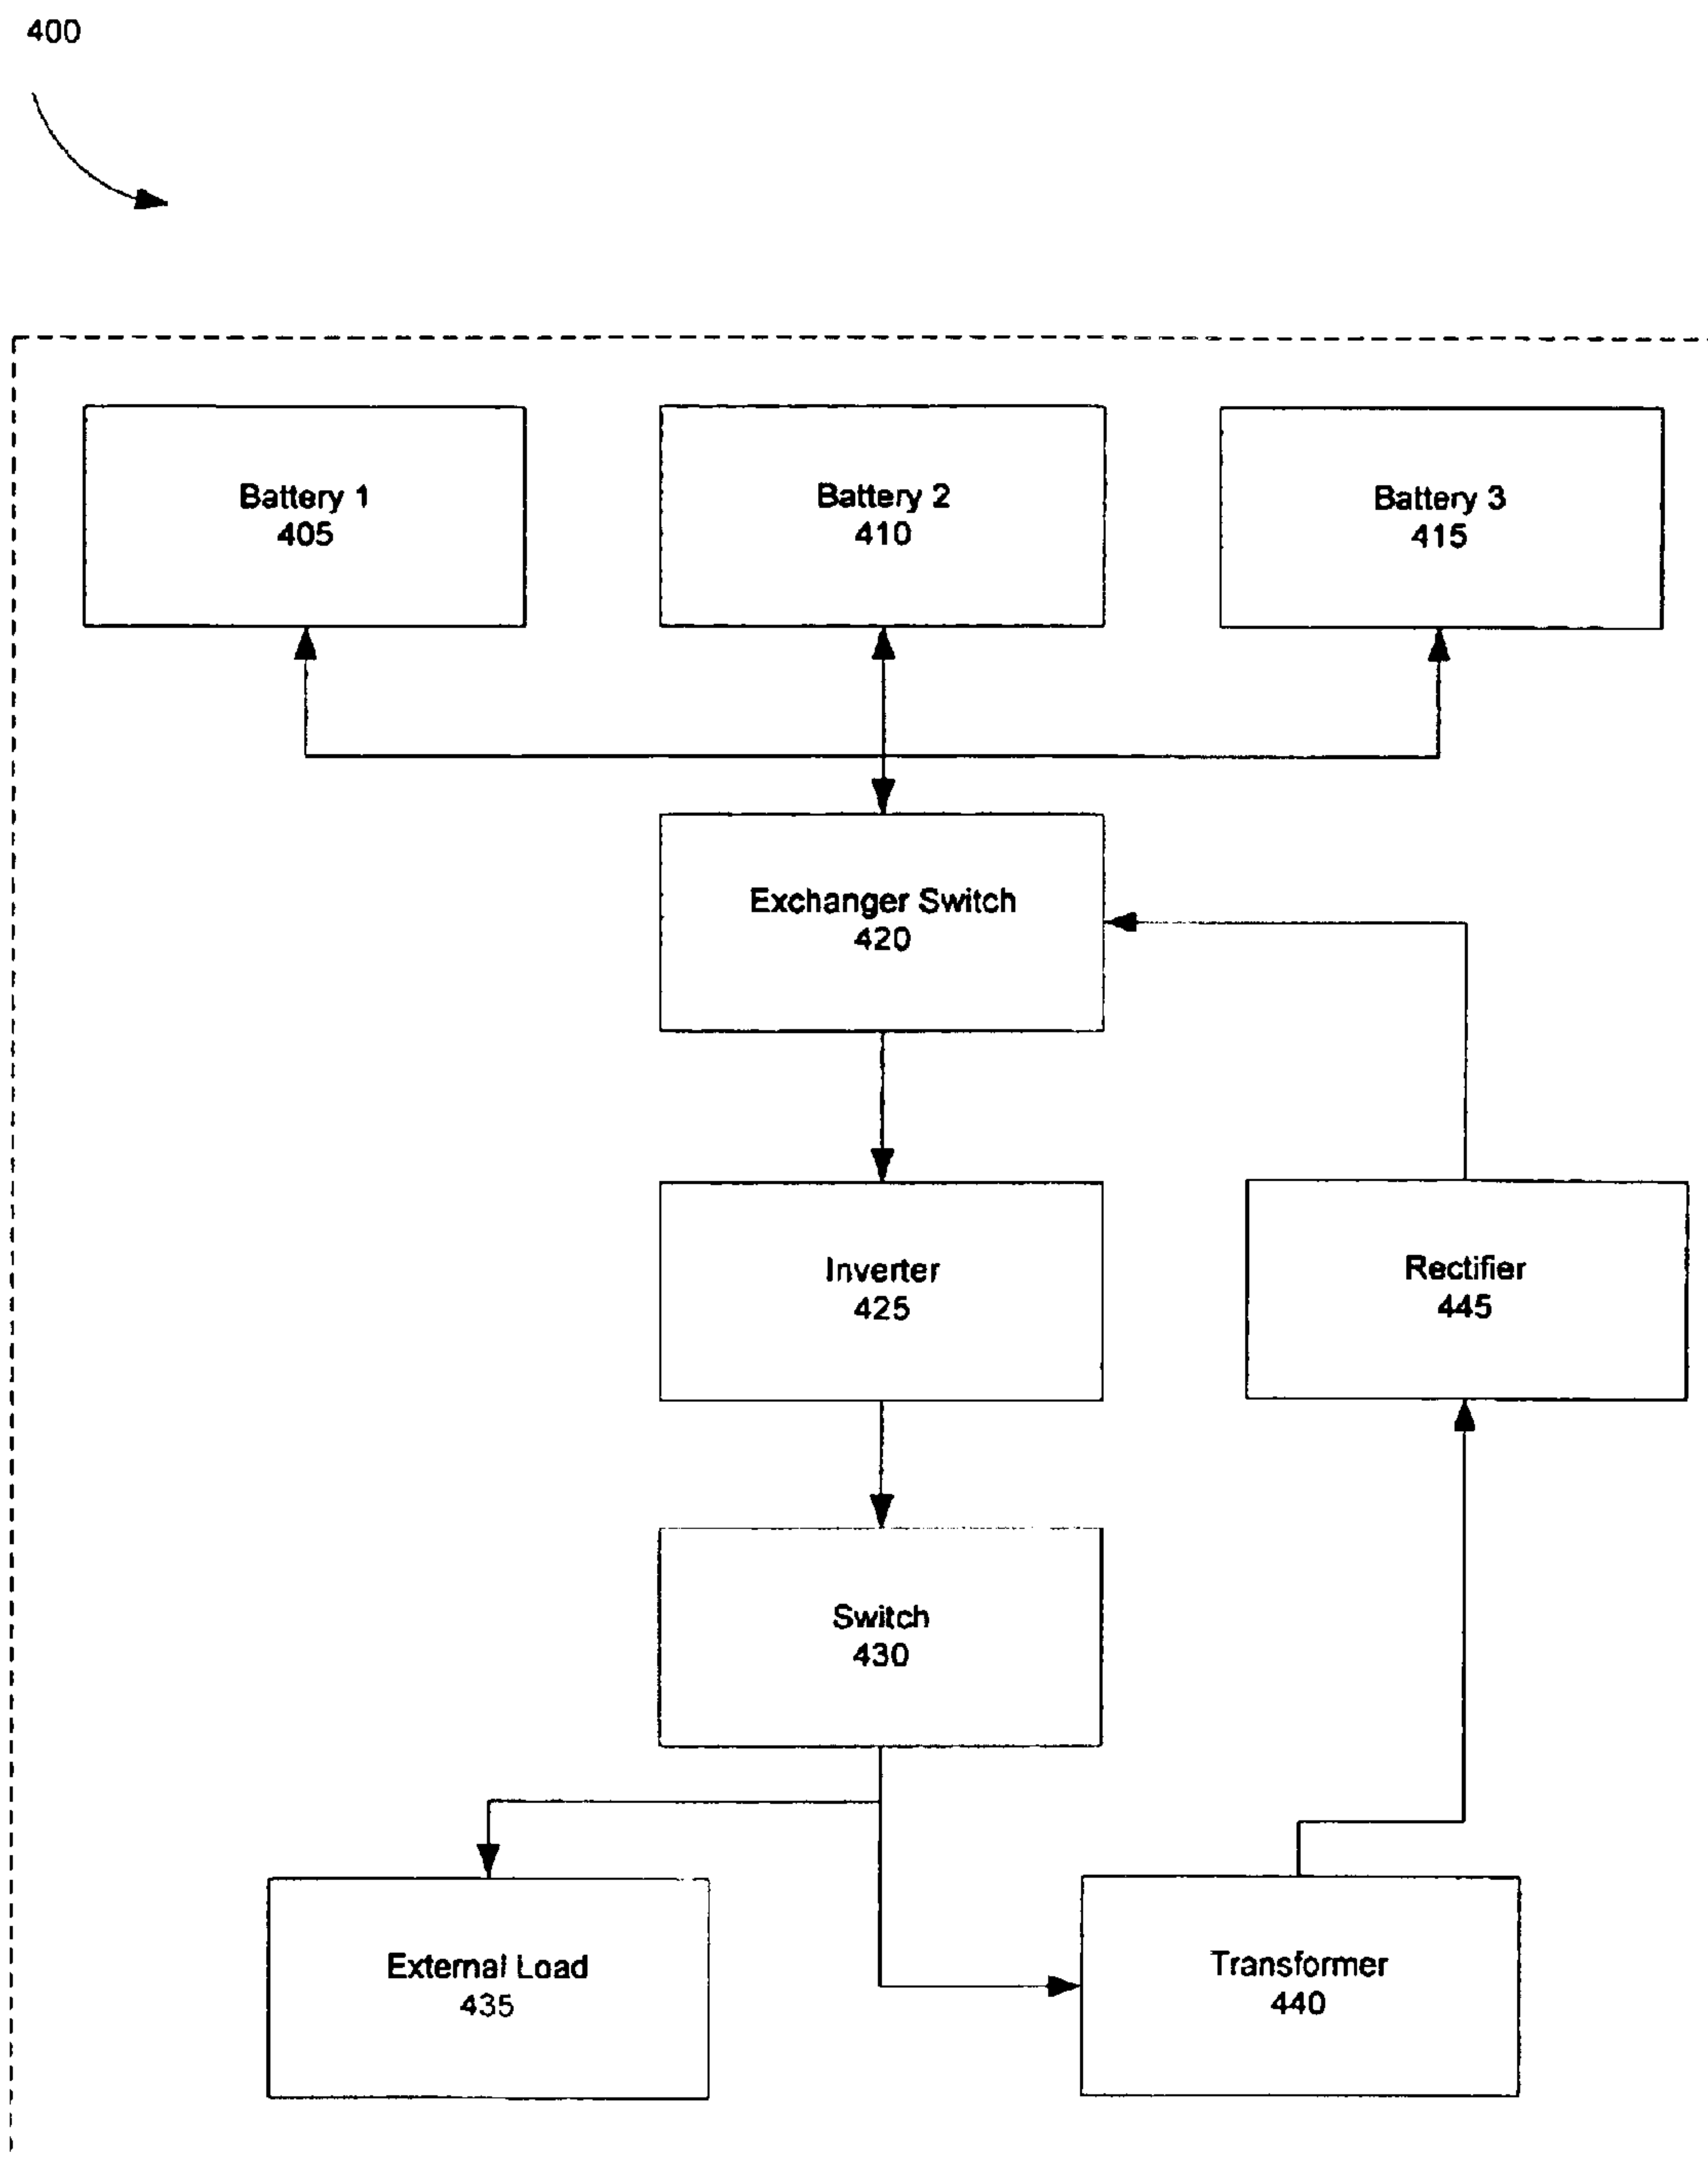 400
Battery 1
405
Battery 2
410
Battery 3
415
Exchanger Switch
420
Inverter
425
Rectifier
445
Switch
430
External Load
435
Transformer
440